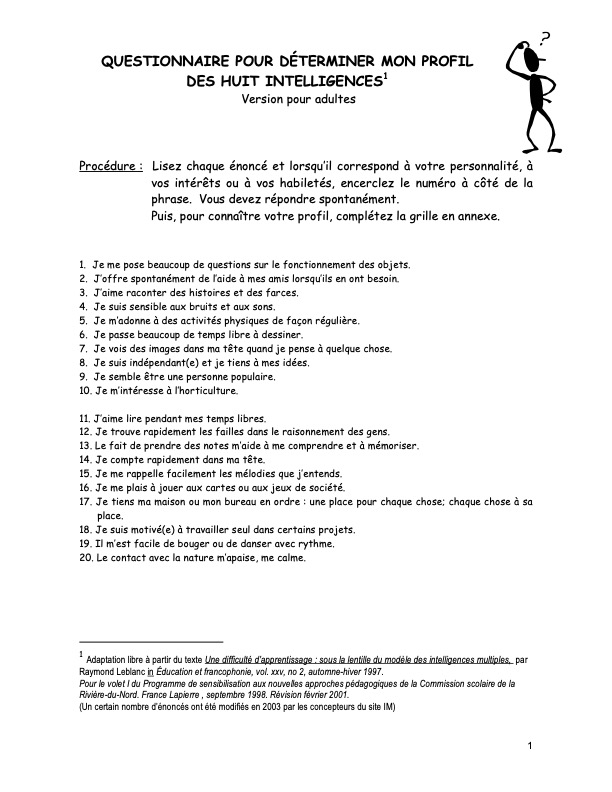 ?
QUESTIONNAIRE POUR DÉTERMINER MON PROFIL
DES HUIT INTELLIGENCES1
Version pour adultes
Procédure : Lisez chaque énoncé et lorsqu'il correspond à votre personnalité, à
vos intérêts ou à vos habiletés, encerclez le numéro à côté de la
phrase. Vous devez répondre spontanément.
Puis, pour connaître votre profil, complétez la grille en annexe.
1. Je me pose beaucoup de questions sur le fonctionnement des objets.
2. J'offre spontanément de l'aide à mes amis lorsqu'ils en ont besoin.
3. J'aime raconter des histoires et des farces.
4. Je suis sensible aux bruits et aux sons.
5. Je m'adonne à des activités physiques de façon régulière.
6. Je passe beaucoup de temps libre à dessiner.
7. Je vois des images dans ma tête quand je pense à quelque chose.
8. Je suis indépendant(e) et je tiens à mes idées.
9. Je semble être une personne populaire.
10. Je m'intéresse à l'horticulture.
11. J'aime lire pendant mes temps libres.
12. Je trouve rapidement les failles dans le raisonnement des gens.
13. Le fait de prendre des notes m'aide à me comprendre et à mémoriser.
14. Je compte rapidement dans ma tête.
15. Je me rappelle facilement les mélodies que j'entends.
16. Je me plais à jouer aux cartes ou aux jeux de société.
17. Je tiens ma maison ou mon bureau en ordre : une place pour chaque chose; chaque chose à sa
place.
18. Je suis motivé(e) à travailler seul dans certains projets.
19. Il m'est facile de bouger ou de danser avec rythme.
20. Le contact avec la nature m'apaise, me calme.
1 Adaptation libre à partir du texte Une difficulté d'apprentissage : sous la lentille du modèle des intelligences multiples, par
Raymond Leblanc in Éducation et francophonie, vol. xxv, no 2, automne-hiver 1997.
Pour le volet I du Programme de sensibilisation aux nouvelles approches pédagogiques de la Commission scolaire de la
Rivière-du-Nord. France Lapierre , septembre 1998. Révision février 2001.
(Un certain nombre d'énoncés ont été modifiés en 2003 par les concepteurs du site IM)
1